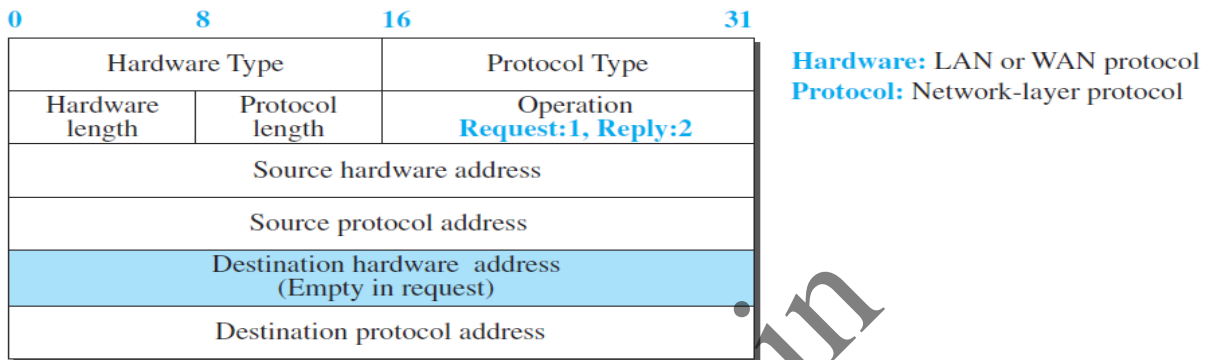 0 8 16 31
Hardware Type Protocol Type
Hardware length Protocol length Operation
Request:1, Reply:2
Source hardware address
Source protocol address
Destination hardware address
(Empty in request)
Destination protocol address
Hardware: LAN or WAN protocol
Protocol: Network-layer protocol